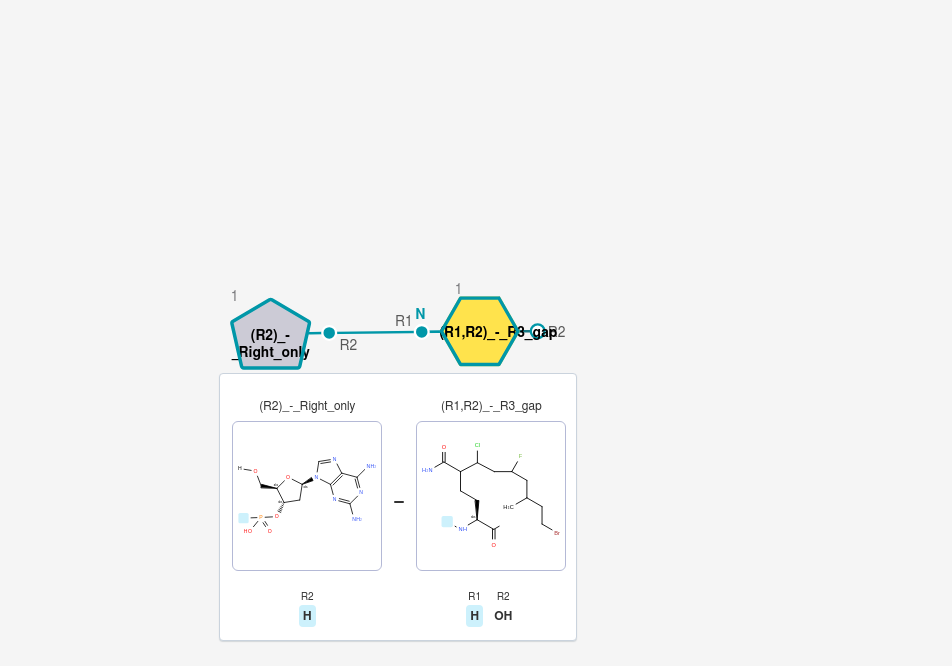 1
1
N
R1
(R2)_-
_Right_only
R2
(R1,R2)_-_R3_gap
R2
(R2)_-_Right_only
(R1,R2)_-_R3_gap
H
O
O
N
N
NH₂
N
N
NH₂
O
P
HO
O
O
Cl
F
H₂N
H₃C
NH
O
Br
R2
R1
R2
H
H
OH